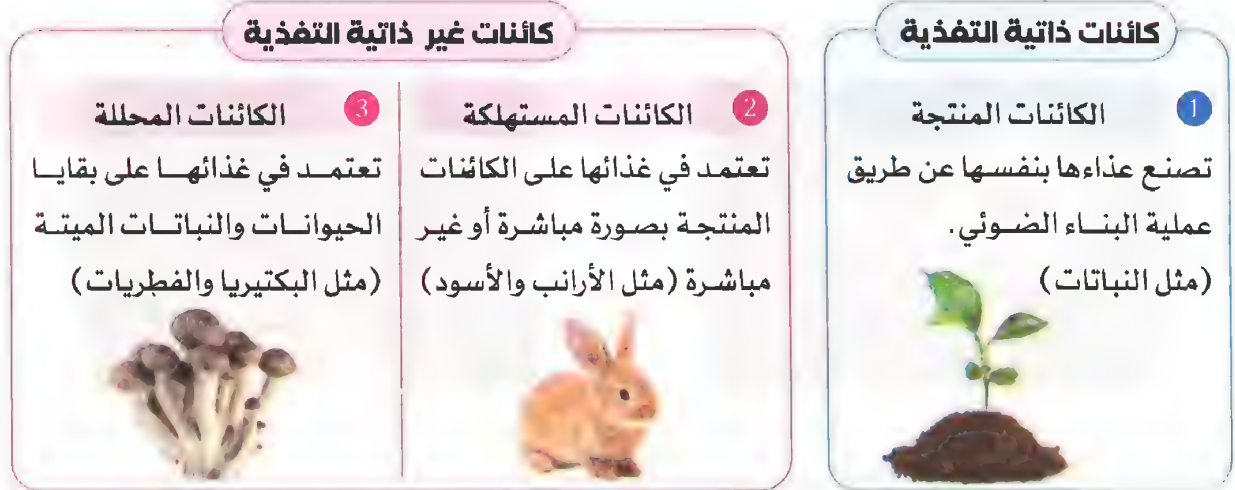 كائنات ذاتية التغذية
1 الكائنات المنتجة
تصنع عذاءها بنفسها عن طريق
عملية البناء الضوئي.
(مثل النباتات)
كائنات غير ذاتية التغذية
2 الكائنات المستهلكة
تعتمد في غذائها على الكائنات
المنتجة بصورة مباشرة أو غير
مباشرة (مثل الأرانب والأسود)
3 الكائنات المحللة
تعتمد في غذائها على بقايا
الحيوانات والنباتات الميتة
(مثل البكتيريا والفطريات)